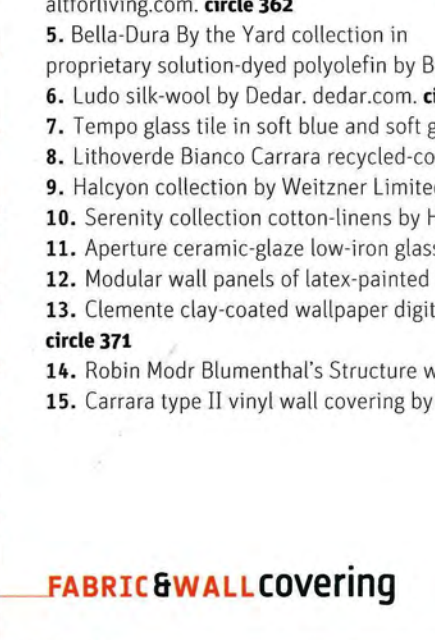 altforliving.com. circle 362
5. Bella-Dura By the Yard collection in
proprietary solution-dyed polyolefin by B
6. Ludo silk-wool by Dedar. dedar.com. ci
7. Tempo glass tile in soft blue and soft g
8. Lithoverde Bianco Carrara recycled-co
9. Halcyon collection by Weitzner Limited
10. Serenity collection cotton-linens by H
11. Aperture ceramic-glaze low-iron glass
12. Modular wall panels of latex-painted
13. Clemente clay-coated wallpaper digit
circle 371
14. Robin Modr Blumenthal's Structure w
15. Carrara type II vinyl wall covering by
FABRIC&WALLcovering